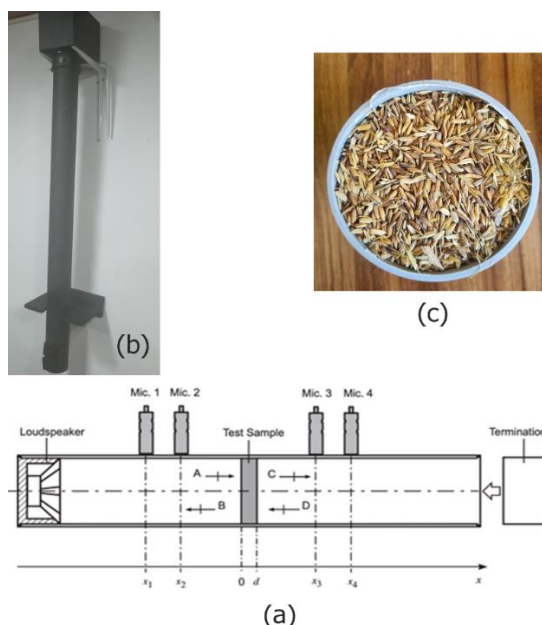 (b)
(c)
Mic. 1 Mic. 2 Mic. 3 Mic. 4
Loudspeaker Test Sample Termination
A C
B D
x1 x2 0 d x3 x4 x
(a)